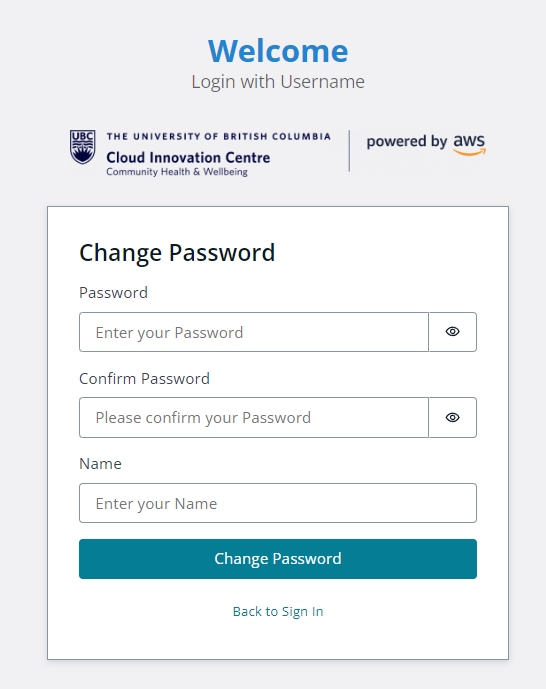 Welcome
Login with Username
UBC
THE UNIVERSITY OF BRITISH COLUMBIA
Cloud Innovation Centre
Community Health & Wellbeing
powered by aws
Change Password
Password
Enter your Password
Confirm Password
Please confirm your Password
Name
Enter your Name
Change Password
Back to Sign In